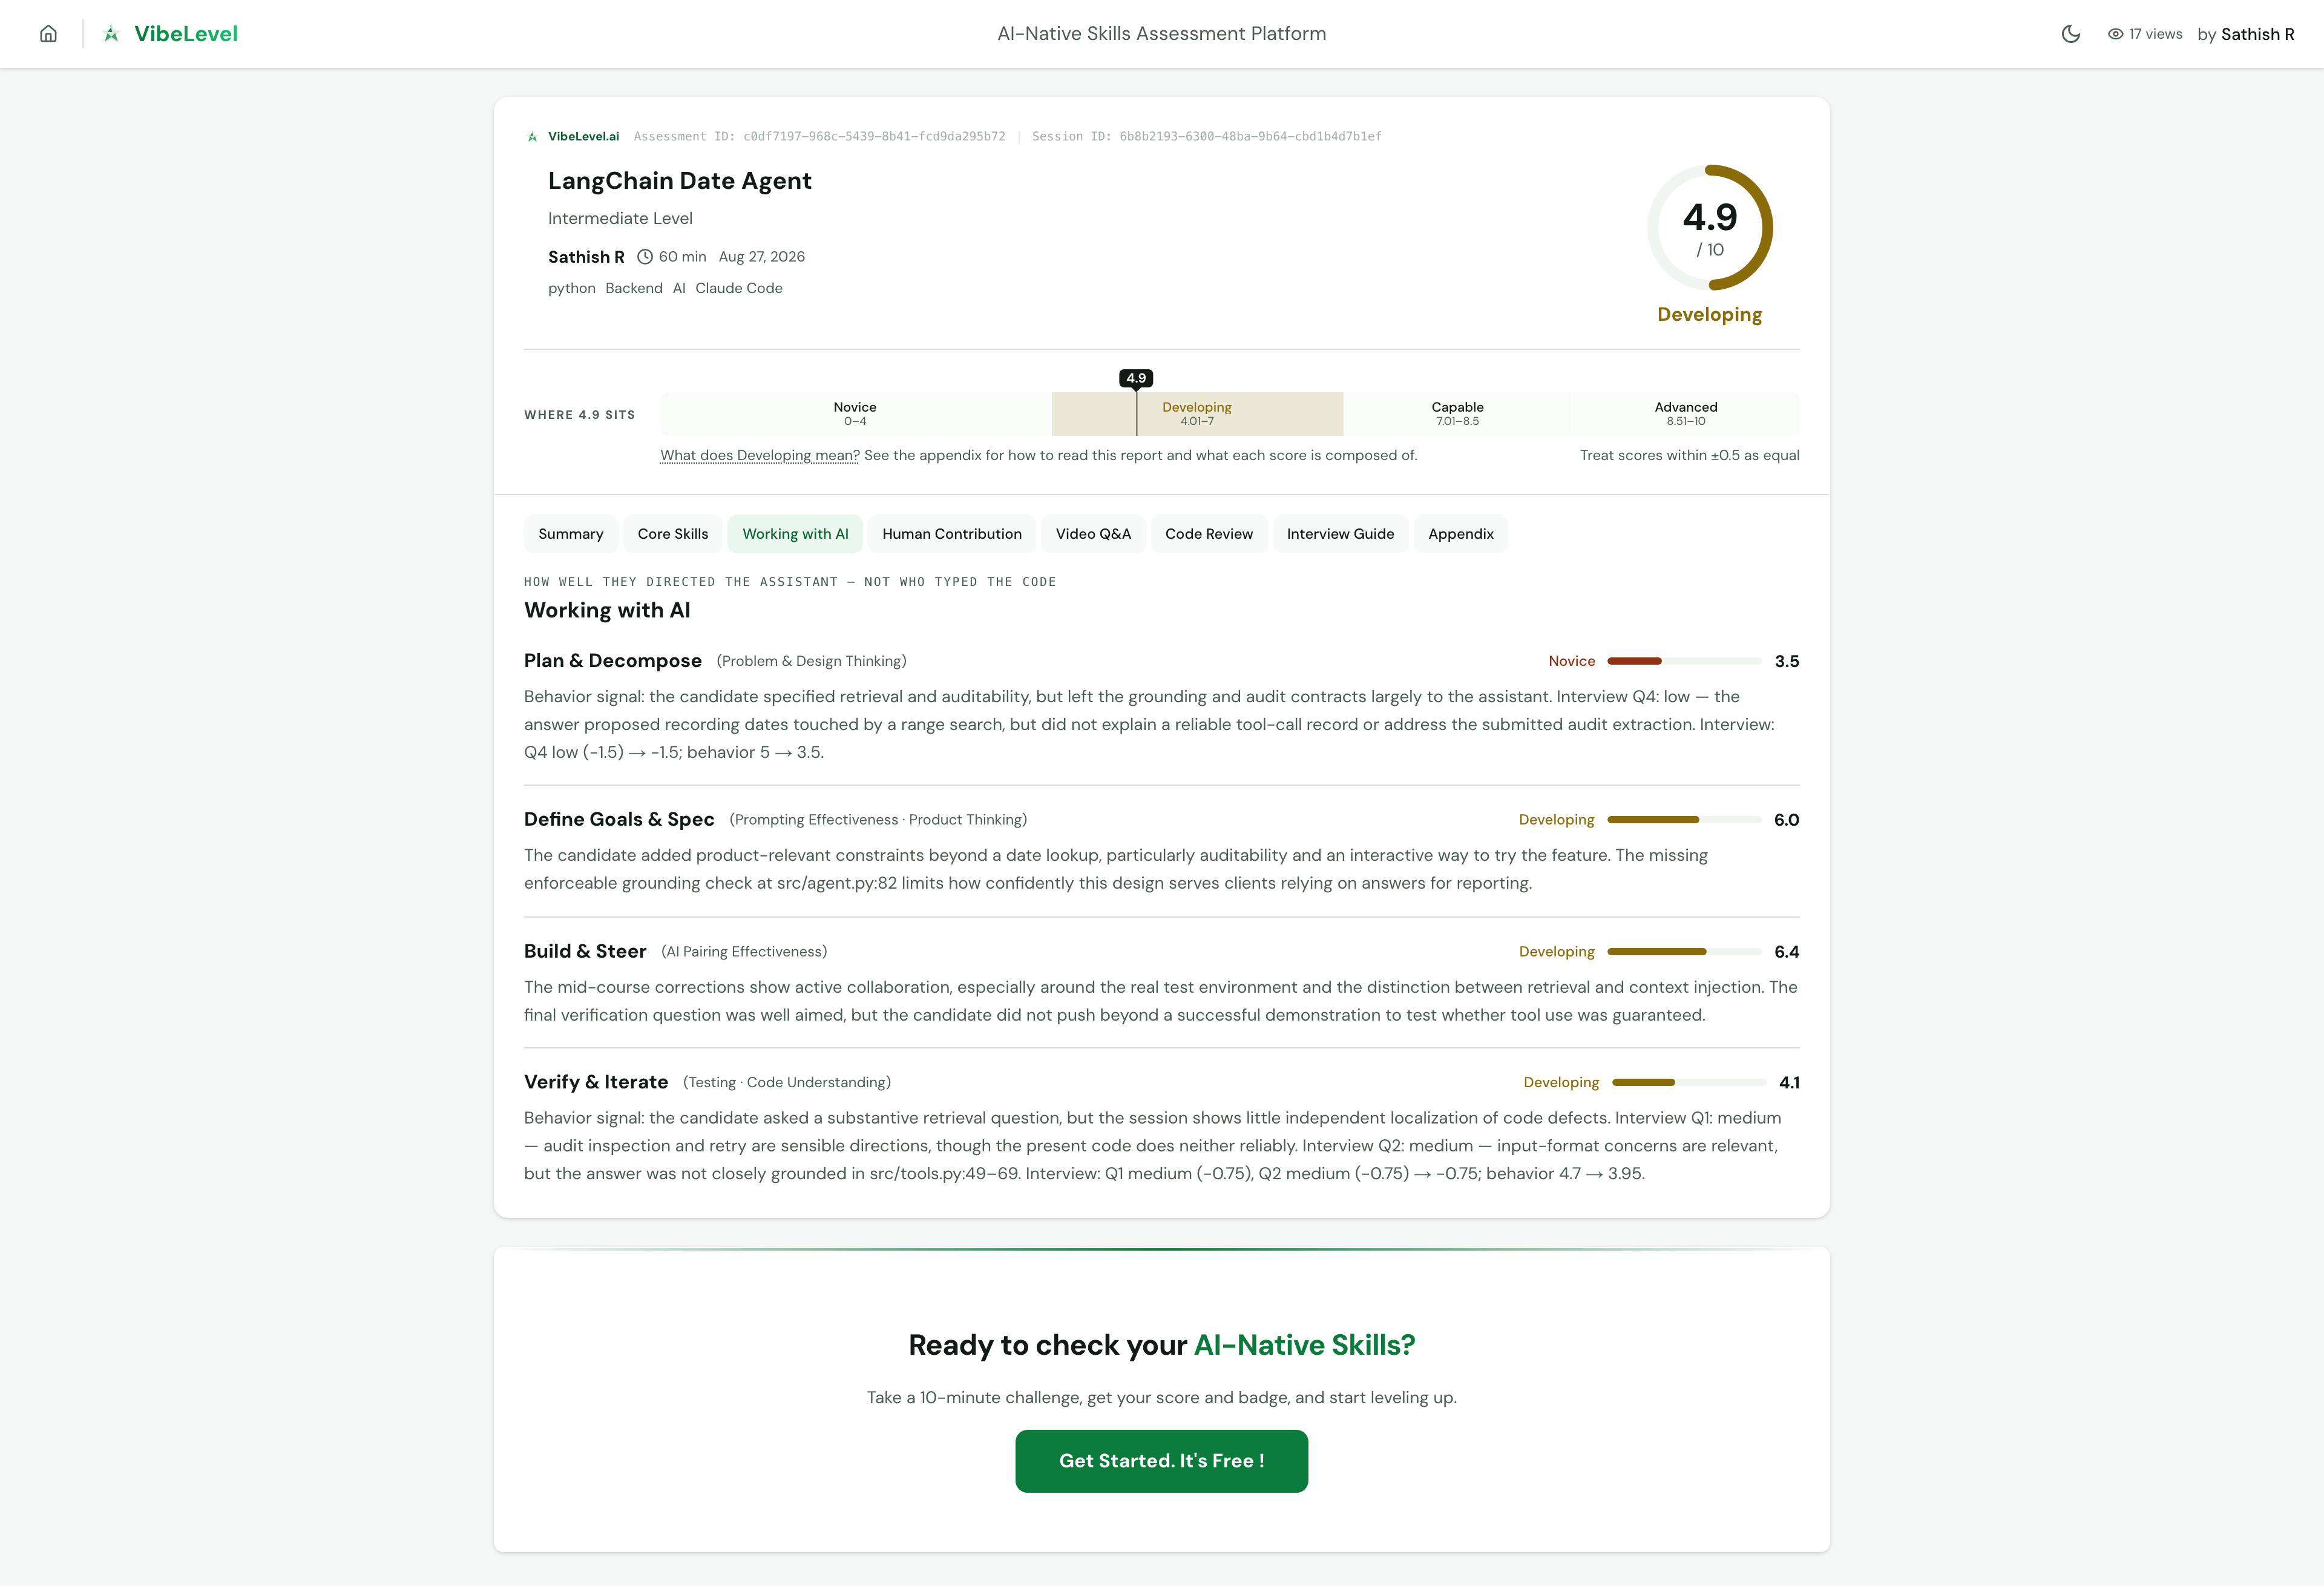 VibeLevel
AI-Native Skills Assessment Platform
17 views by Sathish R
VibeLevel.ai Assessment ID: c0df7197-968c-5439-8b41-fcd9da295b72 Session ID: 6b8b2193-6300-48ba-9b64-cbd1b4d7b1ef
LangChain Date Agent
Intermediate Level
Sathish R 60 min Aug 27, 2026
python Backend AI Claude Code
4.9
/ 10
Developing
4.9
WHERE 4.9 SITS
Novice
0–4
Developing
4.01–7
Capable
7.01–8.5
Advanced
8.51–10
What does Developing mean? See the appendix for how to read this report and what each score is composed of.
Treat scores within ±0.5 as equal
Summary Core Skills Working with AI Human Contribution Video Q&A Code Review Interview Guide Appendix
HOW WELL THEY DIRECTED THE ASSISTANT — NOT WHO TYPED THE CODE
Working with AI
Plan & Decompose (Problem & Design Thinking) Novice 3.5
Behavior signal: the candidate specified retrieval and auditability, but left the grounding and audit contracts largely to the assistant. Interview Q4: low — the
answer proposed recording dates touched by a range search, but did not explain a reliable tool-call record or address the submitted audit extraction. Interview:
Q4 low (-1.5) → -1.5; behavior 5 → 3.5.
Define Goals & Spec (Prompting Effectiveness · Product Thinking) Developing 6.0
The candidate added product-relevant constraints beyond a date lookup, particularly auditability and an interactive way to try the feature. The missing
enforceable grounding check at src/agent.py:82 limits how confidently this design serves clients relying on answers for reporting.
Build & Steer (AI Pairing Effectiveness) Developing 6.4
The mid-course corrections show active collaboration, especially around the real test environment and the distinction between retrieval and context injection. The
final verification question was well aimed, but the candidate did not push beyond a successful demonstration to test whether tool use was guaranteed.
Verify & Iterate (Testing · Code Understanding) Developing 4.1
Behavior signal: the candidate asked a substantive retrieval question, but the session shows little independent localization of code defects. Interview Q1: medium
— audit inspection and retry are sensible directions, though the present code does neither reliably. Interview Q2: medium — input-format concerns are relevant,
but the answer was not closely grounded in src/tools.py:49–69. Interview: Q1 medium (-0.75), Q2 medium (-0.75) → -0.75; behavior 4.7 → 3.95.
Ready to check your AI-Native Skills?
Take a 10-minute challenge, get your score and badge, and start leveling up.
Get Started. It's Free !